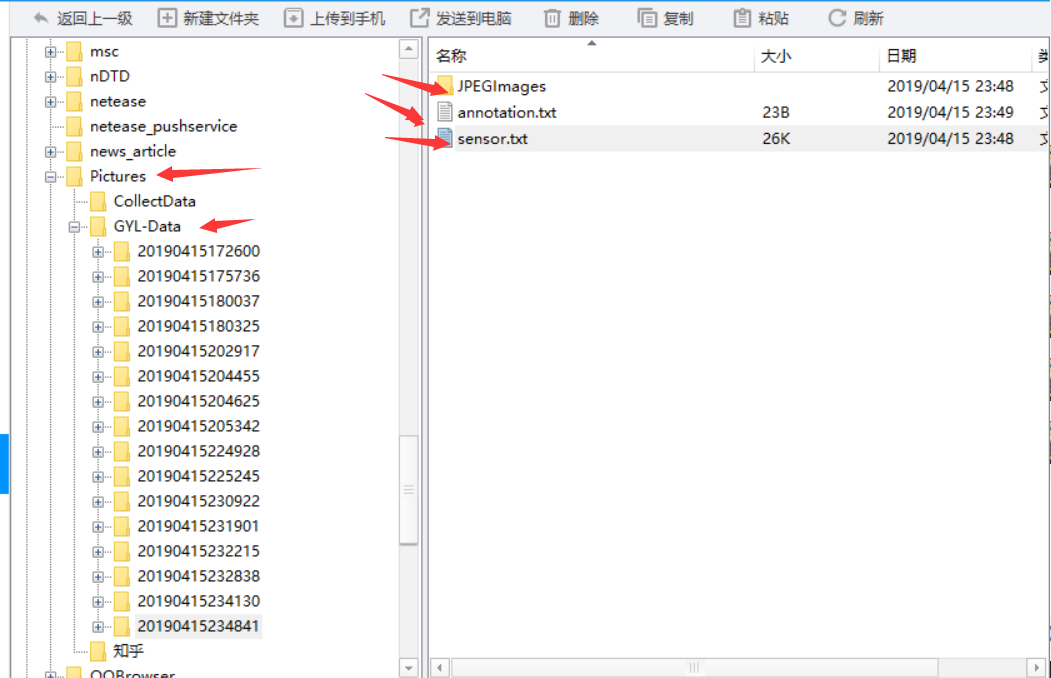 返回上一级 新建文件夹 上传到手机 发送到电脑 删除 复制 粘贴 刷新
msc
nDTD
netease
netease_pushservice
news_article
Pictures
CollectData
GYL-Data
20190415172600
20190415175736
20190415180037
20190415180325
20190415202917
20190415204455
20190415204625
20190415205342
20190415224928
20190415225245
20190415230922
20190415231901
20190415232215
20190415232838
20190415234130
20190415234841
知乎
QQBrowser
名称 大小 日期
JPEGImages 2019/04/15 23:48
annotation.txt 23B 2019/04/15 23:49
sensor.txt 26K 2019/04/15 23:48